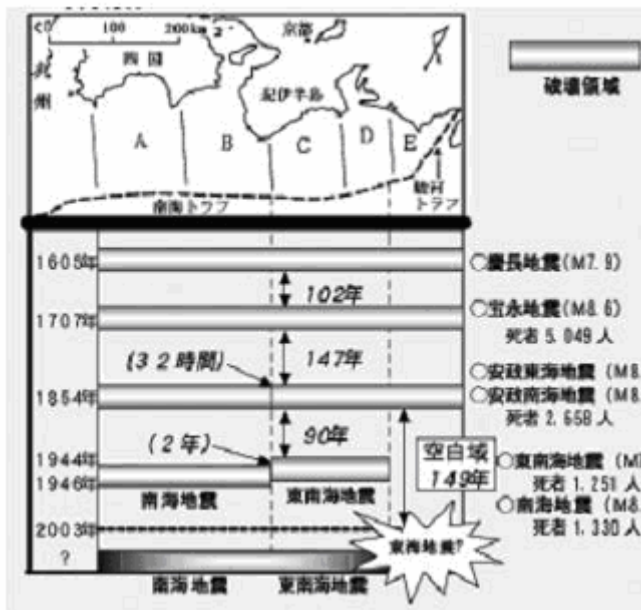 0 100 200km
京都
四国
九州
紀伊半島
破壊領域
A B C D E
駿河トラフ
南海トラフ
1605年
○慶長地震(M7.9)
102年
1707年
○宝永地震(M8.6)
死者 5.049 人
(32時間)
147年
○安政東海地震 (M8.
1854年
○安政南海地震 (M8.
死者 2.658 人
(2年)
90年
空白域
149年
1944年
1946年
○東南海地震 (M
死者 1.251 人
南海地震
東南海地震
○南海地震 (M8.
死者 1.330 人
2003年
東海地震?
?
南海地震
東南海地震